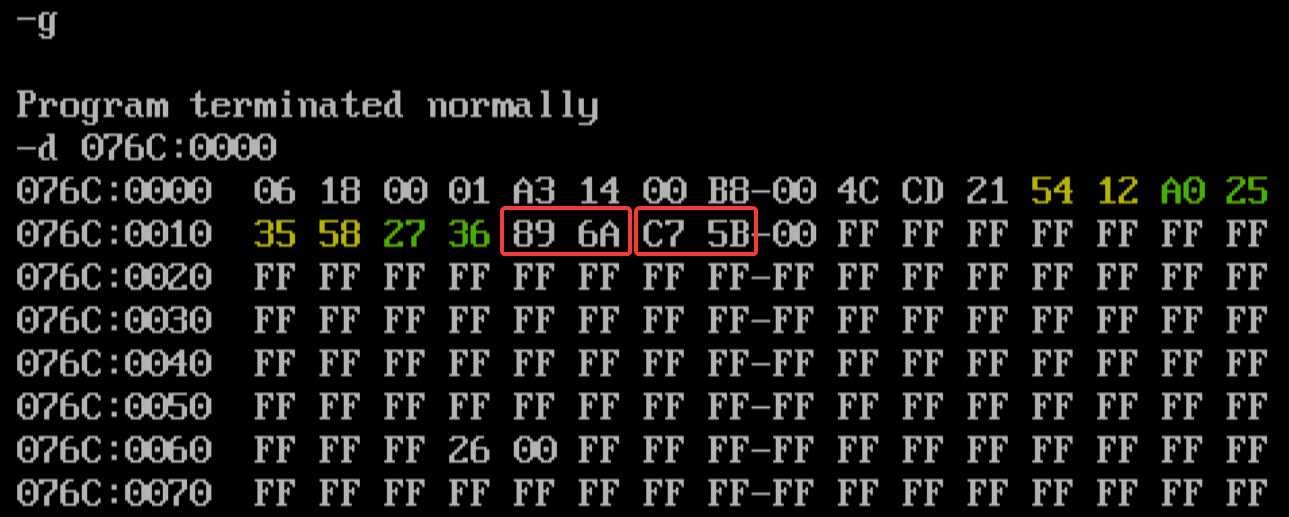 -g
Program terminated normally
-d 076C:0000
076C:0000 06 18 00 01 A3 14 00 B8-00 4C CD 21 54 12 A0 25
076C:0010 35 58 27 36 89 6A C7 5B-00 FF FF FF FF FF FF FF
076C:0020 FF FF FF FF FF FF FF FF-FF FF FF FF FF FF FF FF
076C:0030 FF FF FF FF FF FF FF FF-FF FF FF FF FF FF FF FF
076C:0040 FF FF FF FF FF FF FF FF-FF FF FF FF FF FF FF FF
076C:0050 FF FF FF FF FF FF FF FF-FF FF FF FF FF FF FF FF
076C:0060 FF FF FF 26 00 FF FF FF-FF FF FF FF FF FF FF FF
076C:0070 FF FF FF FF FF FF FF FF-FF FF FF FF FF FF FF FF